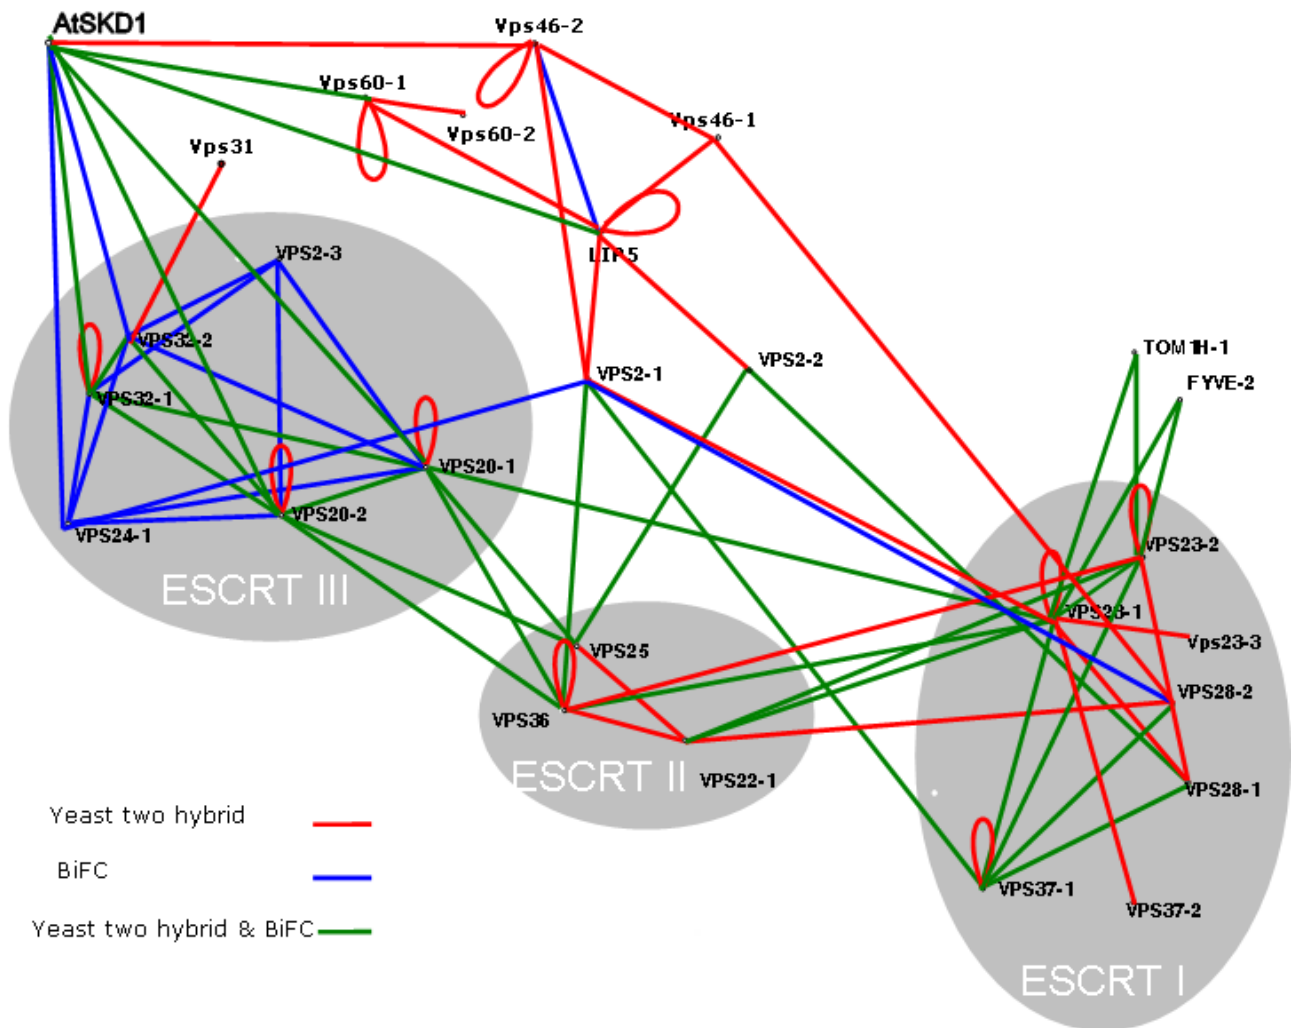 AtSKD1
Vps46-2
Vps60-1
Vps60-2
Vps46-1
Vps31
LIP5
VPS2-3
VPS32-2
VPS2-1
VPS2-2
TOM1H-1
FYVE-2
VPS32-1
VPS20-1
VPS20-2
VPS24-1
ESCRT III
VPS23-2
VPS23-1
Vps23-3
VPS25
VPS28-2
VPS36
ESCRT II
VPS22-1
VPS28-1
VPS37-1
VPS37-2
ESCRT I
Yeast two hybrid
BiFC
Yeast two hybrid & BiFC